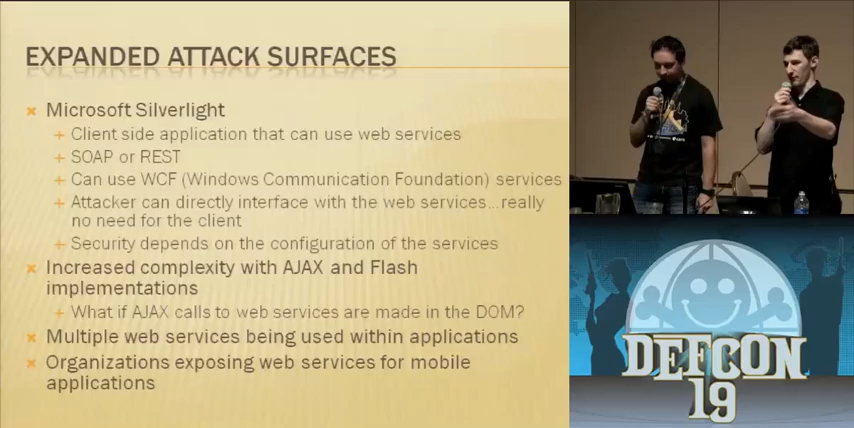 EXPANDED ATTACK SURFACES
Microsoft Silverlight
Client side application that can use web services
SOAP or REST
Can use WCF (Windows Communication Foundation) services
Attacker can directly interface with the web services...really
no need for the client
Security depends on the configuration of the services
Increased complexity with AJAX and Flash
implementations
What if AJAX calls to web services are made in the DOM?
Multiple web services being used within applications
Organizations exposing web services for mobile
applications
DEFCON
19